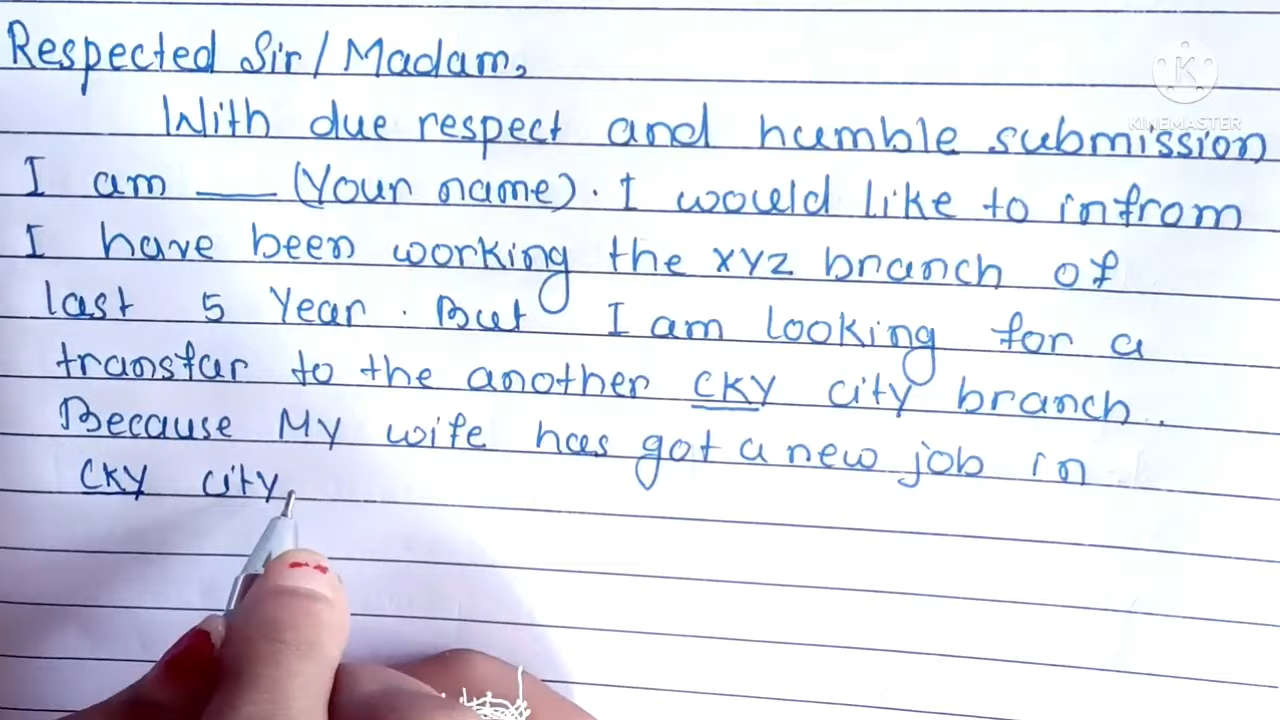 Respected Sir/Madam,
K
KINEMASTER
With due respect and humble submission
I am ___ (Your name). I would like to infrom
I have been working the XYZ branch of
last 5 Year. But I am looking for a
transfar to the another CKY city branch.
Because My wife has got a new job in
CKY city.